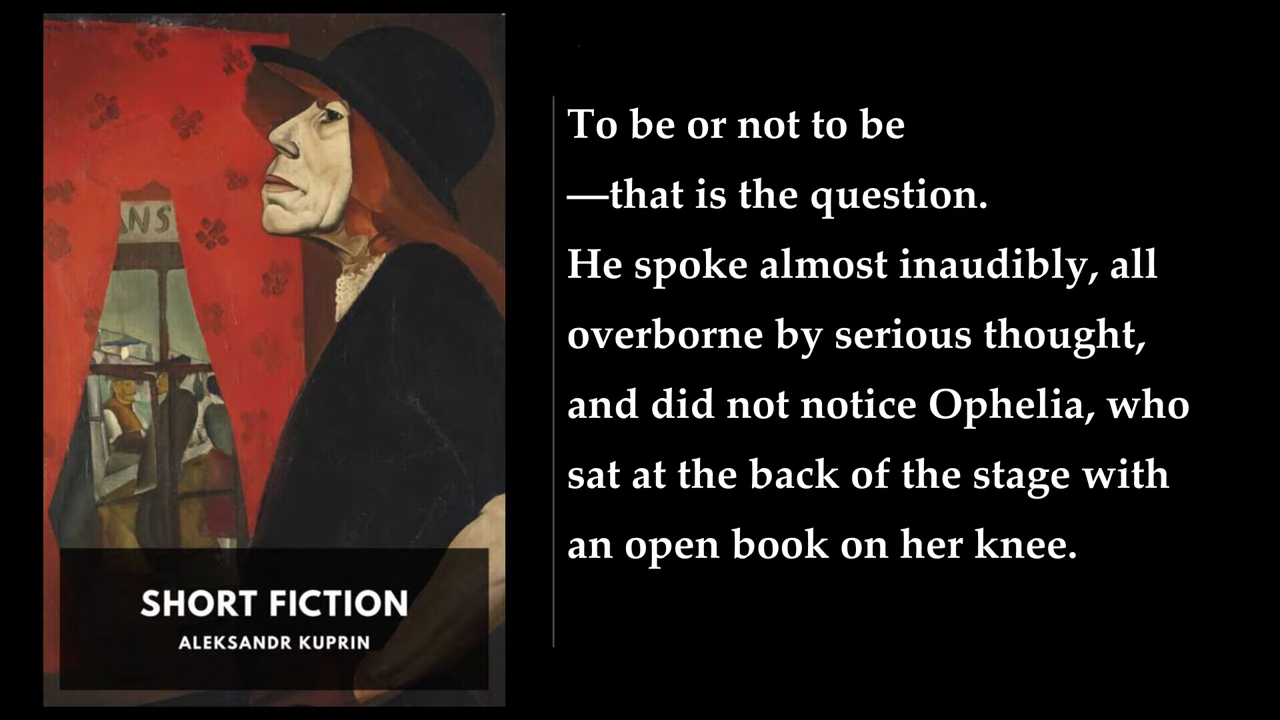 ANS
SHORT FICTION
ALEKSANDR KUPRIN
To be or not to be
—that is the question.
He spoke almost inaudibly, all
overborne by serious thought,
and did not notice Ophelia, who
sat at the back of the stage with
an open book on her knee.